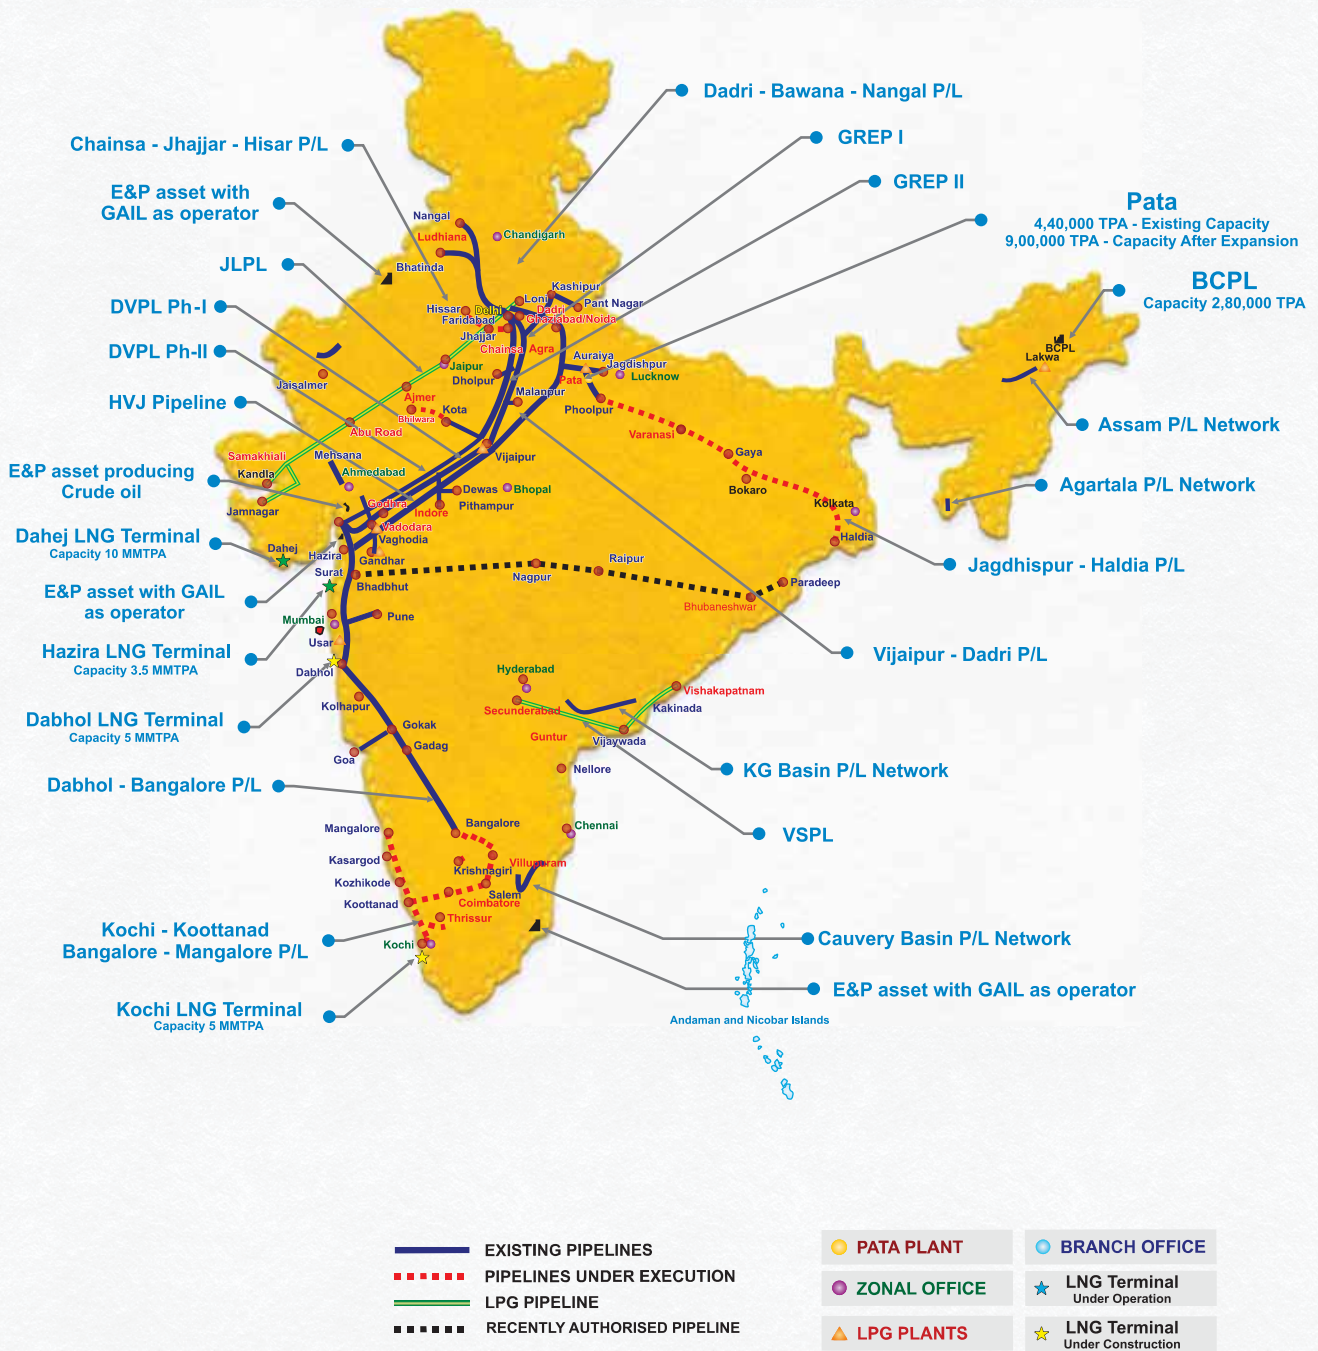 Dadri - Bawana - Nangal P/L
GREP I
Chainsa - Jhajjar - Hisar P/L
GREP II
E&P asset with
GAIL as operator
Pata
4,40,000 TPA - Existing Capacity
9,00,000 TPA - Capacity After Expansion
JLPL
BCPL
Capacity 2,80,000 TPA
DVPL Ph-I
DVPL Ph-II
HVJ Pipeline
Assam P/L Network
E&P asset producing
Crude oil
Agartala P/L Network
Dahej LNG Terminal
Capacity 10 MMTPA
Jagdhispur - Haldia P/L
E&P asset with GAIL
as operator
Hazira LNG Terminal
Capacity 3.5 MMTPA
Vijaipur - Dadri P/L
Dabhol LNG Terminal
Capacity 5 MMTPA
KG Basin P/L Network
Dabhol - Bangalore P/L
VSPL
Kochi - Koottanad
Bangalore - Mangalore P/L
Cauvery Basin P/L Network
E&P asset with GAIL as operator
Kochi LNG Terminal
Capacity 5 MMTPA
Andaman and Nicobar Islands
Nangal
Ludhiana
Chandigarh
Bhatinda
Kashipur
Loni
Pant Nagar
Hissar
Delhi
Dadri
Faridabad
Ghaziabad/Noida
Jhajjar
Chainsa
Agra
Auraiya
Jagdishpur
Jaipur
Pata
Lucknow
Jaisalmer
Dholpur
Malanpur
Ajmer
Phoolpur
Bhilwara
Kota
Varanasi
Abu Road
Samakhiali
Mehsana
Vijaipur
Gaya
Kandla
Ahmedabad
Bokaro
Dewas
Bhopal
Jamnagar
Godhra
Indore
Pithampur
Kolkata
Vadodara
Haldia
Vaghodia
Dahej
Hazira
Gandhar
Surat
Bhadbhut
Nagpur
Raipur
Paradeep
Bhubaneshwar
Mumbai
Pune
Usar
Dabhol
Hyderabad
Vishakapatnam
Kolhapur
Secunderabad
Kakinada
Gokak
Guntur
Vijaywada
Goa
Gadag
Nellore
Mangalore
Bangalore
Chennai
Kasargod
Krishnagiri
Villupuram
Kozhikode
Salem
Koottanad
Coimbatore
Thrissur
Kochi
BCPL
Lakwa
EXISTING PIPELINES
PIPELINES UNDER EXECUTION
LPG PIPELINE
RECENTLY AUTHORISED PIPELINE
PATA PLANT
BRANCH OFFICE
ZONAL OFFICE
LNG Terminal
Under Operation
LPG PLANTS
LNG Terminal
Under Construction